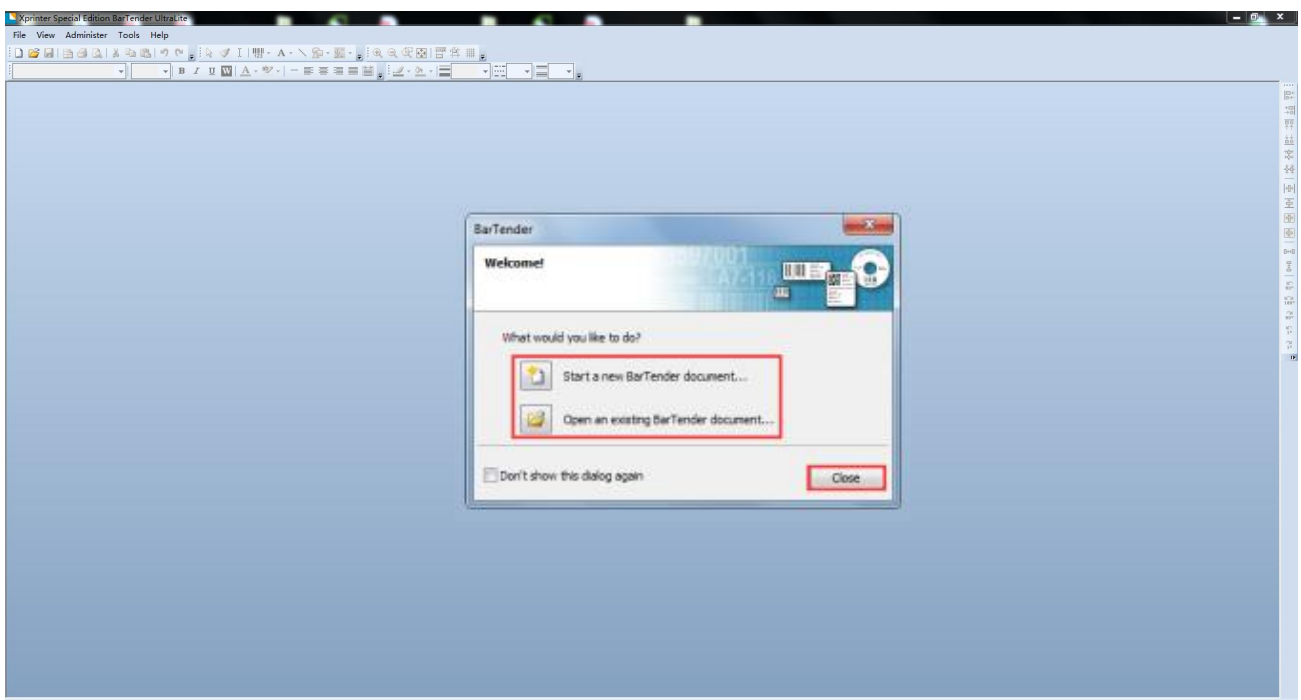 Xprinter Special Edition BarTender UltraLite
File View Administer Tools Help
BarTender
Welcome!
What would you like to do?
Start a new BarTender document...
Open an existing BarTender document...
Don't show this dialog again
Close